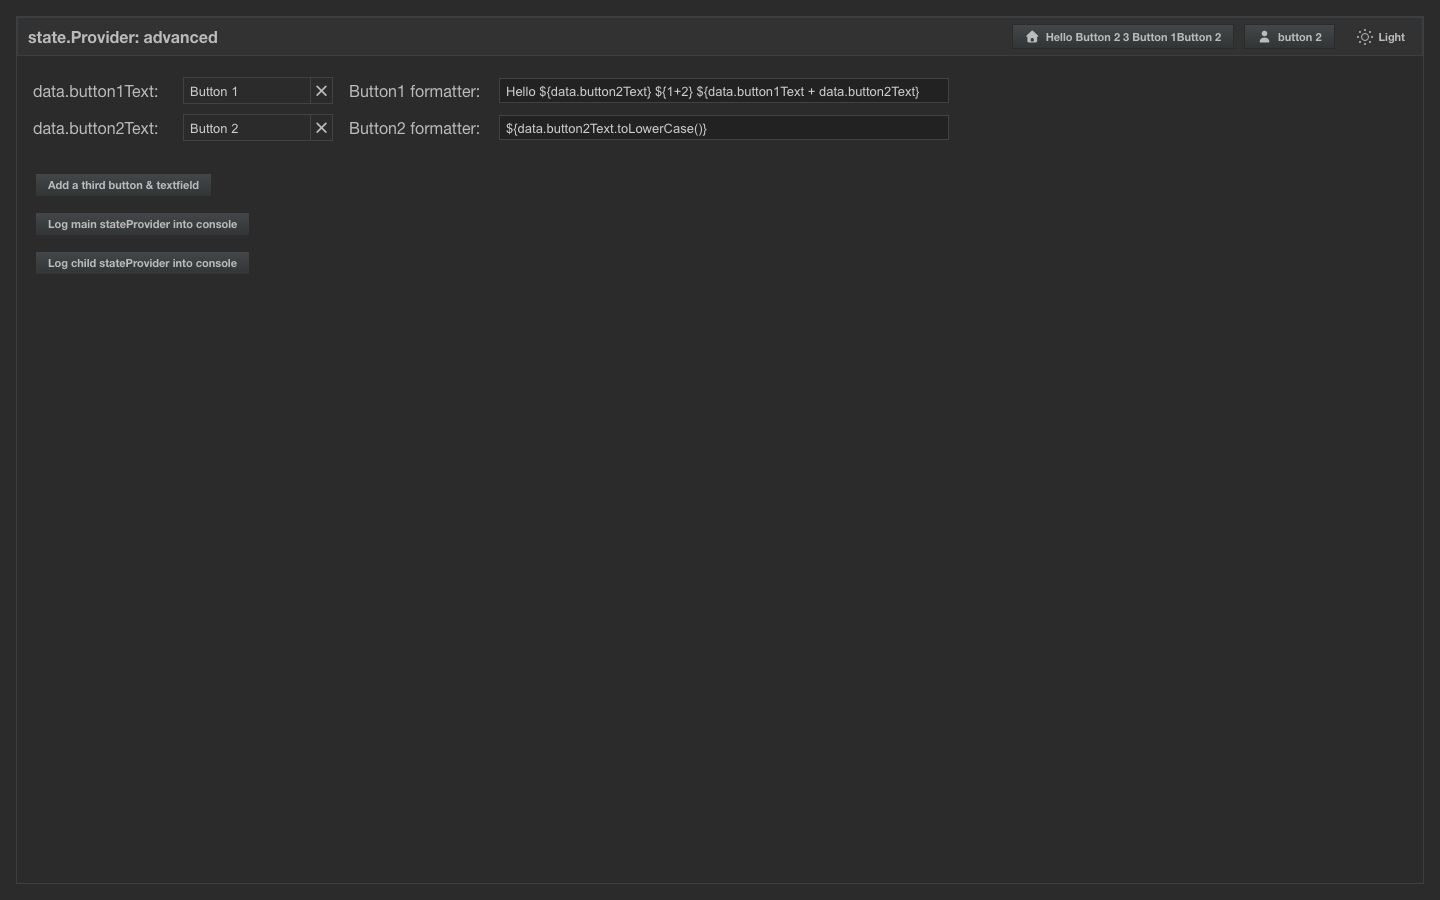 state.Provider: advanced
Hello Button 2 3 Button 1Button 2
button 2
Light
data.button1Text:
Button 1
Button1 formatter:
Hello ${data.button2Text} ${1+2} ${data.button1Text + data.button2Text}
data.button2Text:
Button 2
Button2 formatter:
${data.button2Text.toLowerCase()}
Add a third button & textfield
Log main stateProvider into console
Log child stateProvider into console